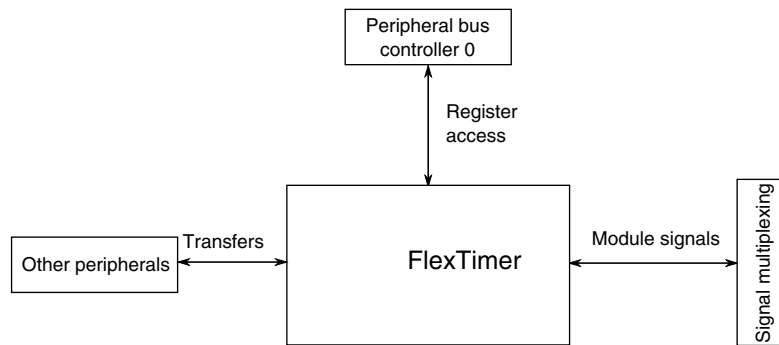 Peripheral bus
controller 0
Register
access
Transfers
Other peripherals
FlexTimer
Module signals
Signal multiplexing